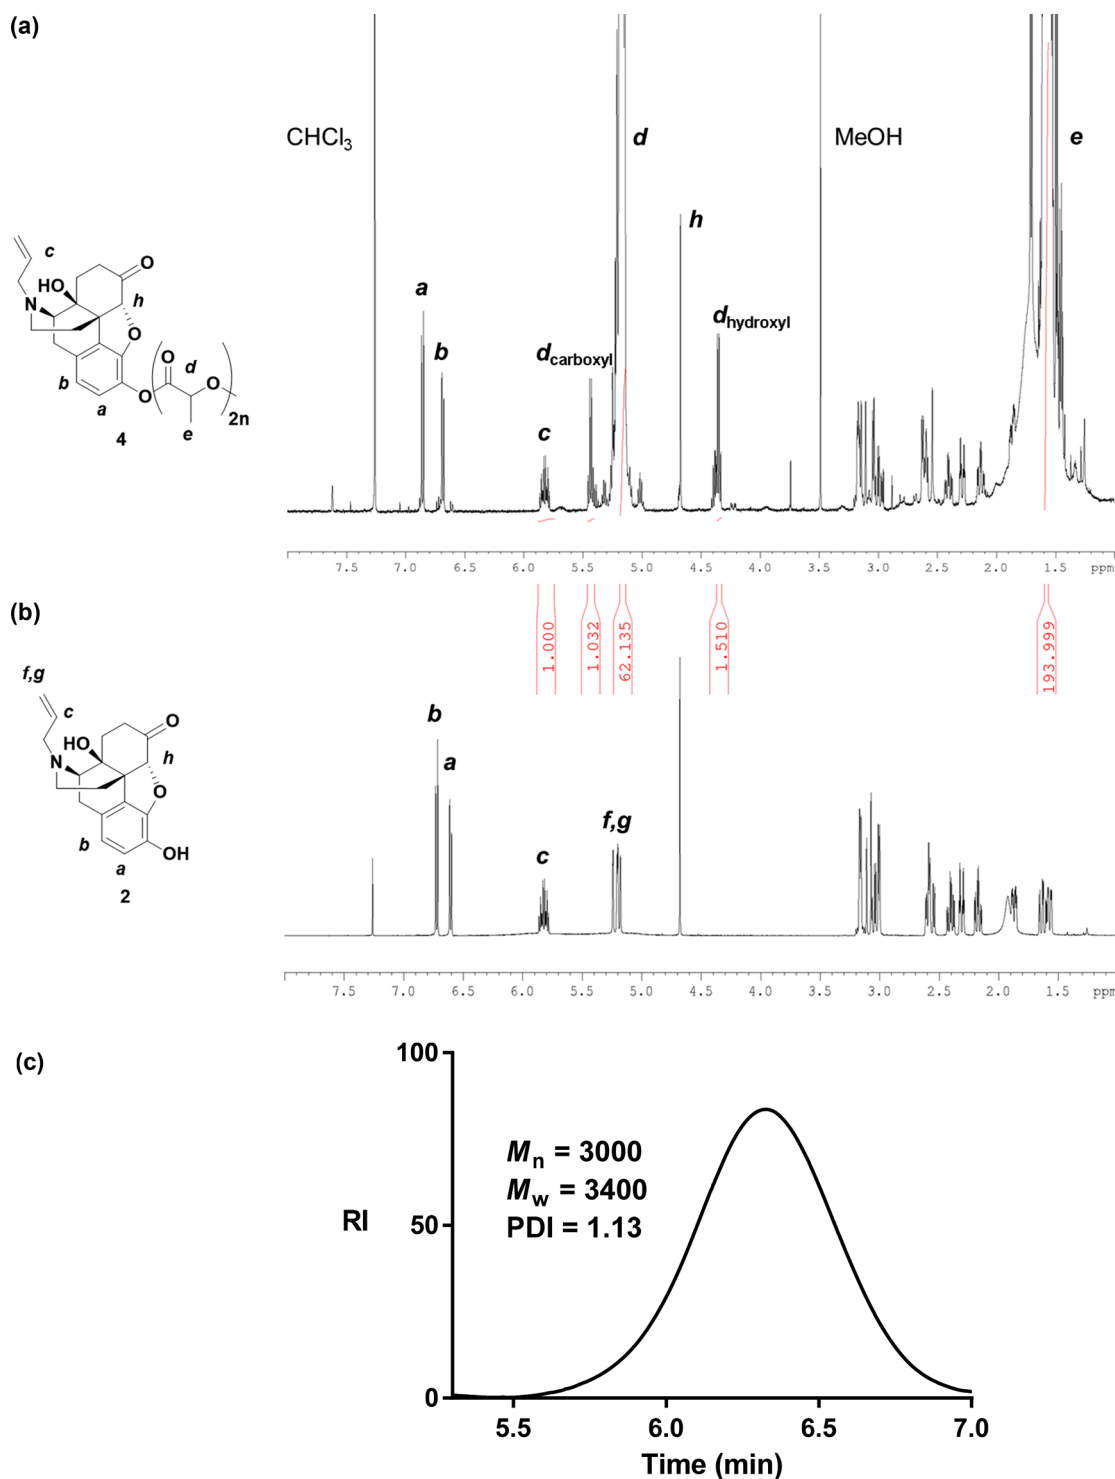 (a)
CHCl3
d
MeOH
e
h
a
dhydroxyl
b
dcarboxyl
c
c
HO
O
N
h
O
O
d
b
O
O
a
e
2n
4
7.5 7.0 6.5 6.0 5.5 5.0 4.5 4.0 3.5 3.0 2.5 2.0 1.5 ppm
1.000
1.032
62.135
1.510
193.999
(b)
f,g
c
HO
O
N
h
O
b
OH
a
2
b
a
f,g
c
7.5 7.0 6.5 6.0 5.5 5.0 4.5 4.0 3.5 3.0 2.5 2.0 1.5 ppm
(c)
100
Mn = 3000
Mw = 3400
PDI = 1.13
RI
50
0
5.5 6.0 6.5 7.0
Time (min)